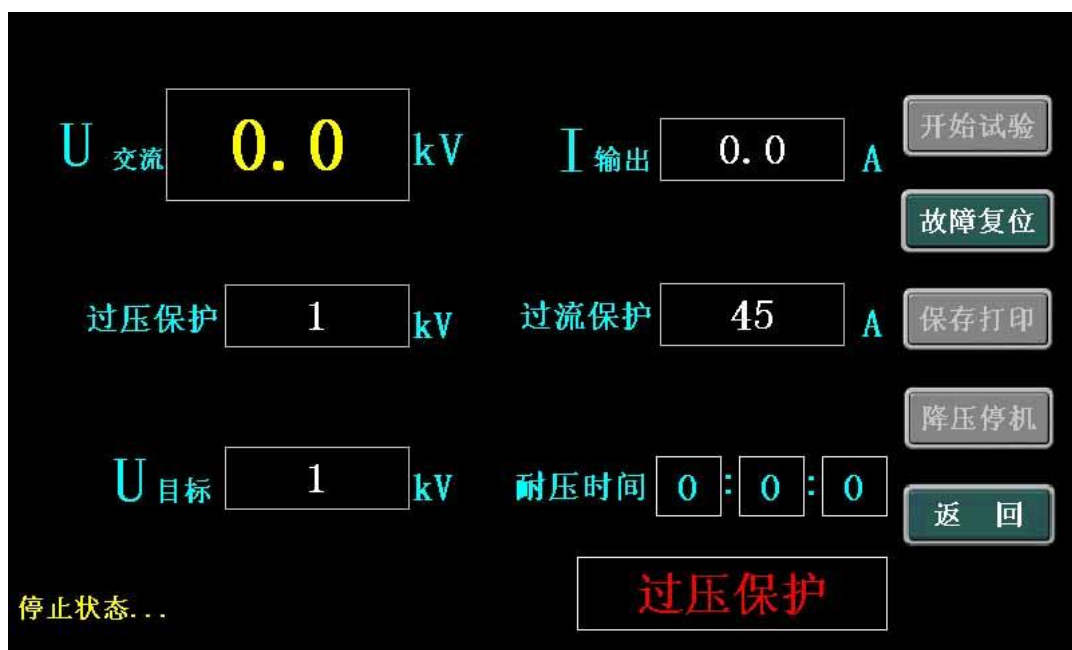 U 交流 0.0 kV I 输出 0.0 A 开始试验
故障复位
过压保护 1 kV 过流保护 45 A 保存打印
降压停机
U 目标 1 kV 耐压时间 0 : 0 : 0 返 回
停止状态... 过压保护